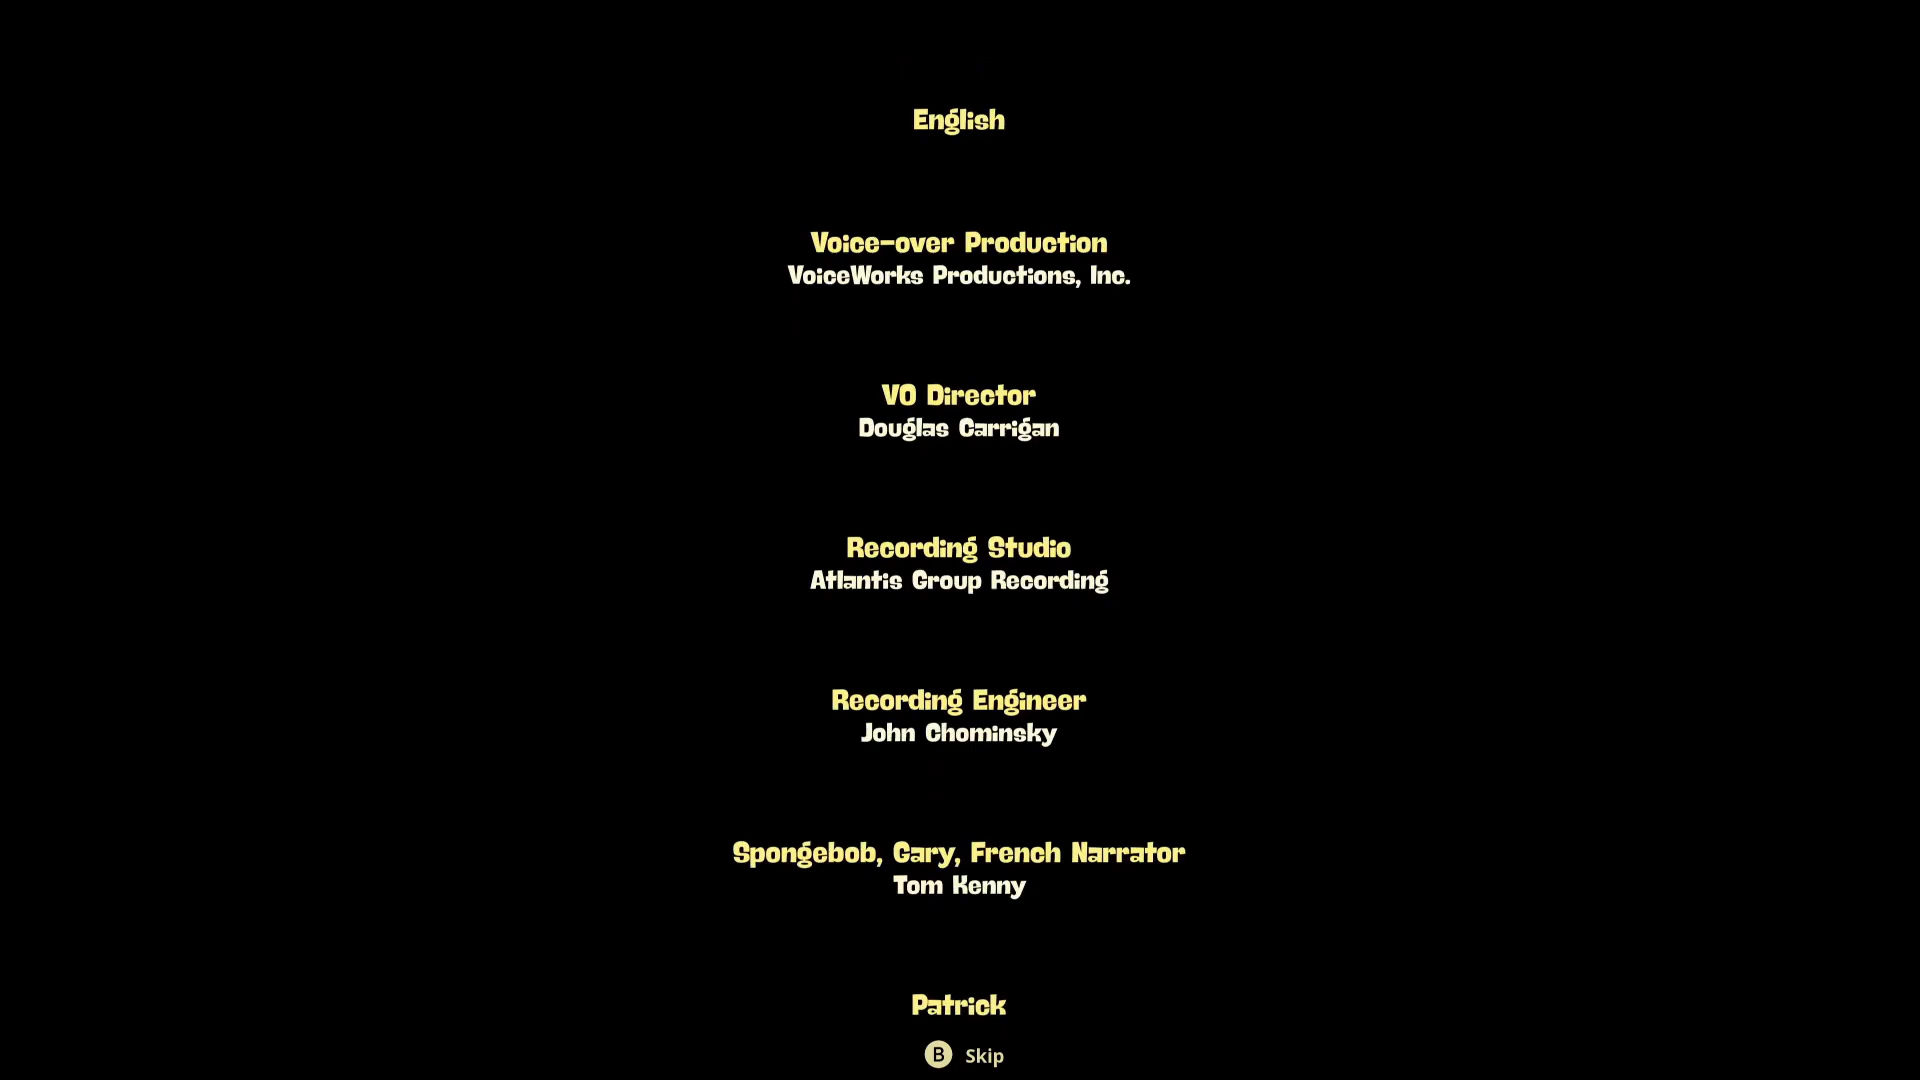 English
Voice-over Production
VoiceWorks Productions, Inc.
VO Director
Douglas Carrigan
Recording Studio
Atlantis Group Recording
Recording Engineer
John Chominsky
Spongebob, Gary, French Narrator
Tom Kenny
Patrick
B Skip